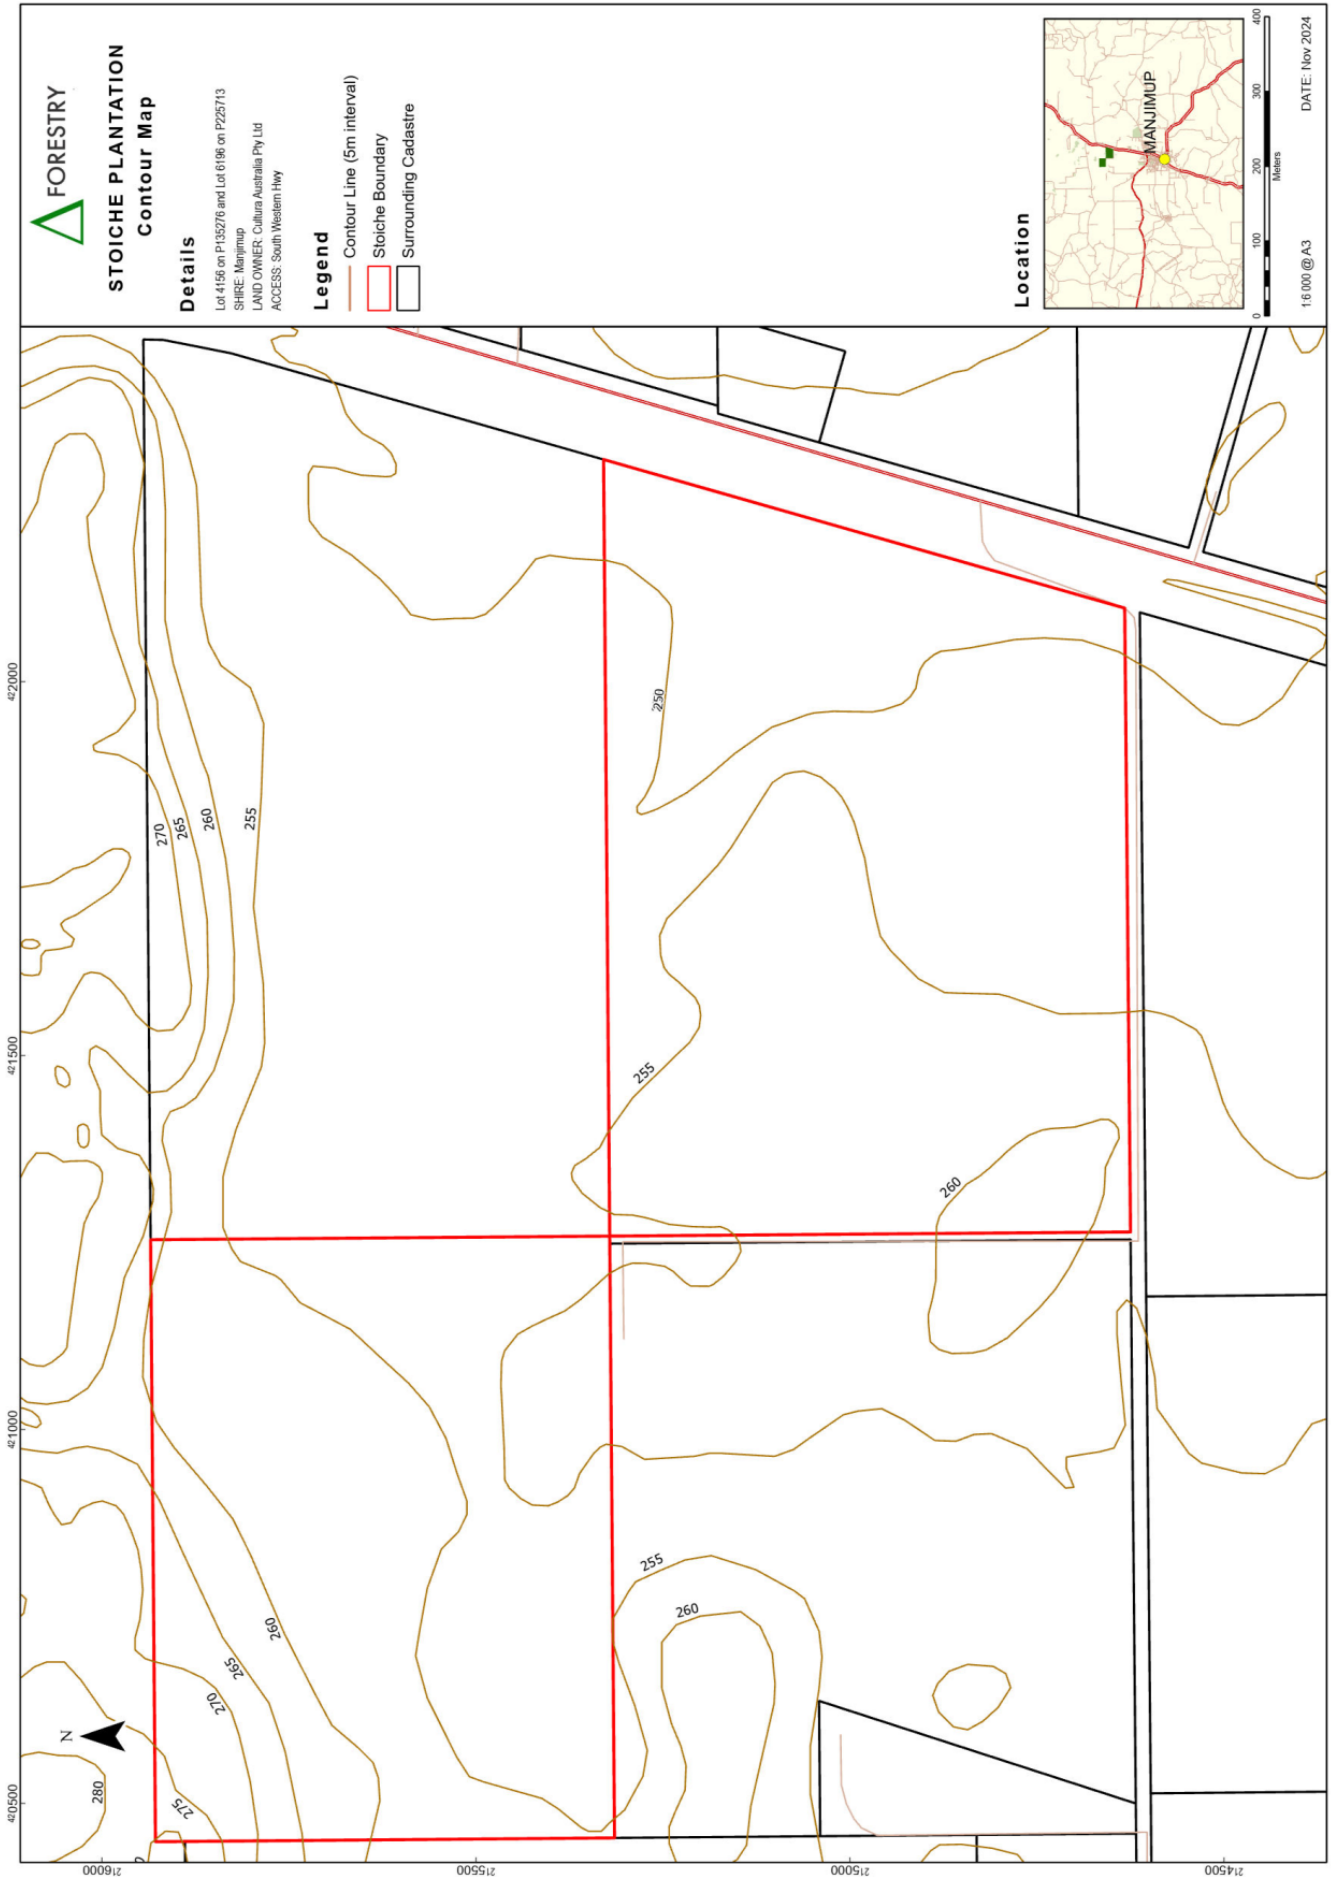 FORESTRY
STOICHE PLANTATION
Contour Map
Details
Lot 4156 on P135276 and Lot 6196 on P225713
SHIRE: Manjimup
LAND OWNER: Cultura Australia Pty Ltd
ACCESS: South Western Hwy
Legend
Contour Line (5m interval)
Stoiche Boundary
Surrounding Cadastre
Location
MANJIMUP
0 100 200 300 400
Meters
1:6 000 @ A3
DATE: Nov 2024
420500
421000
421500
422000
216000
215500
215000
214500
N
280
275
270
265
260
270
265
260
255
250
255
260
255
260